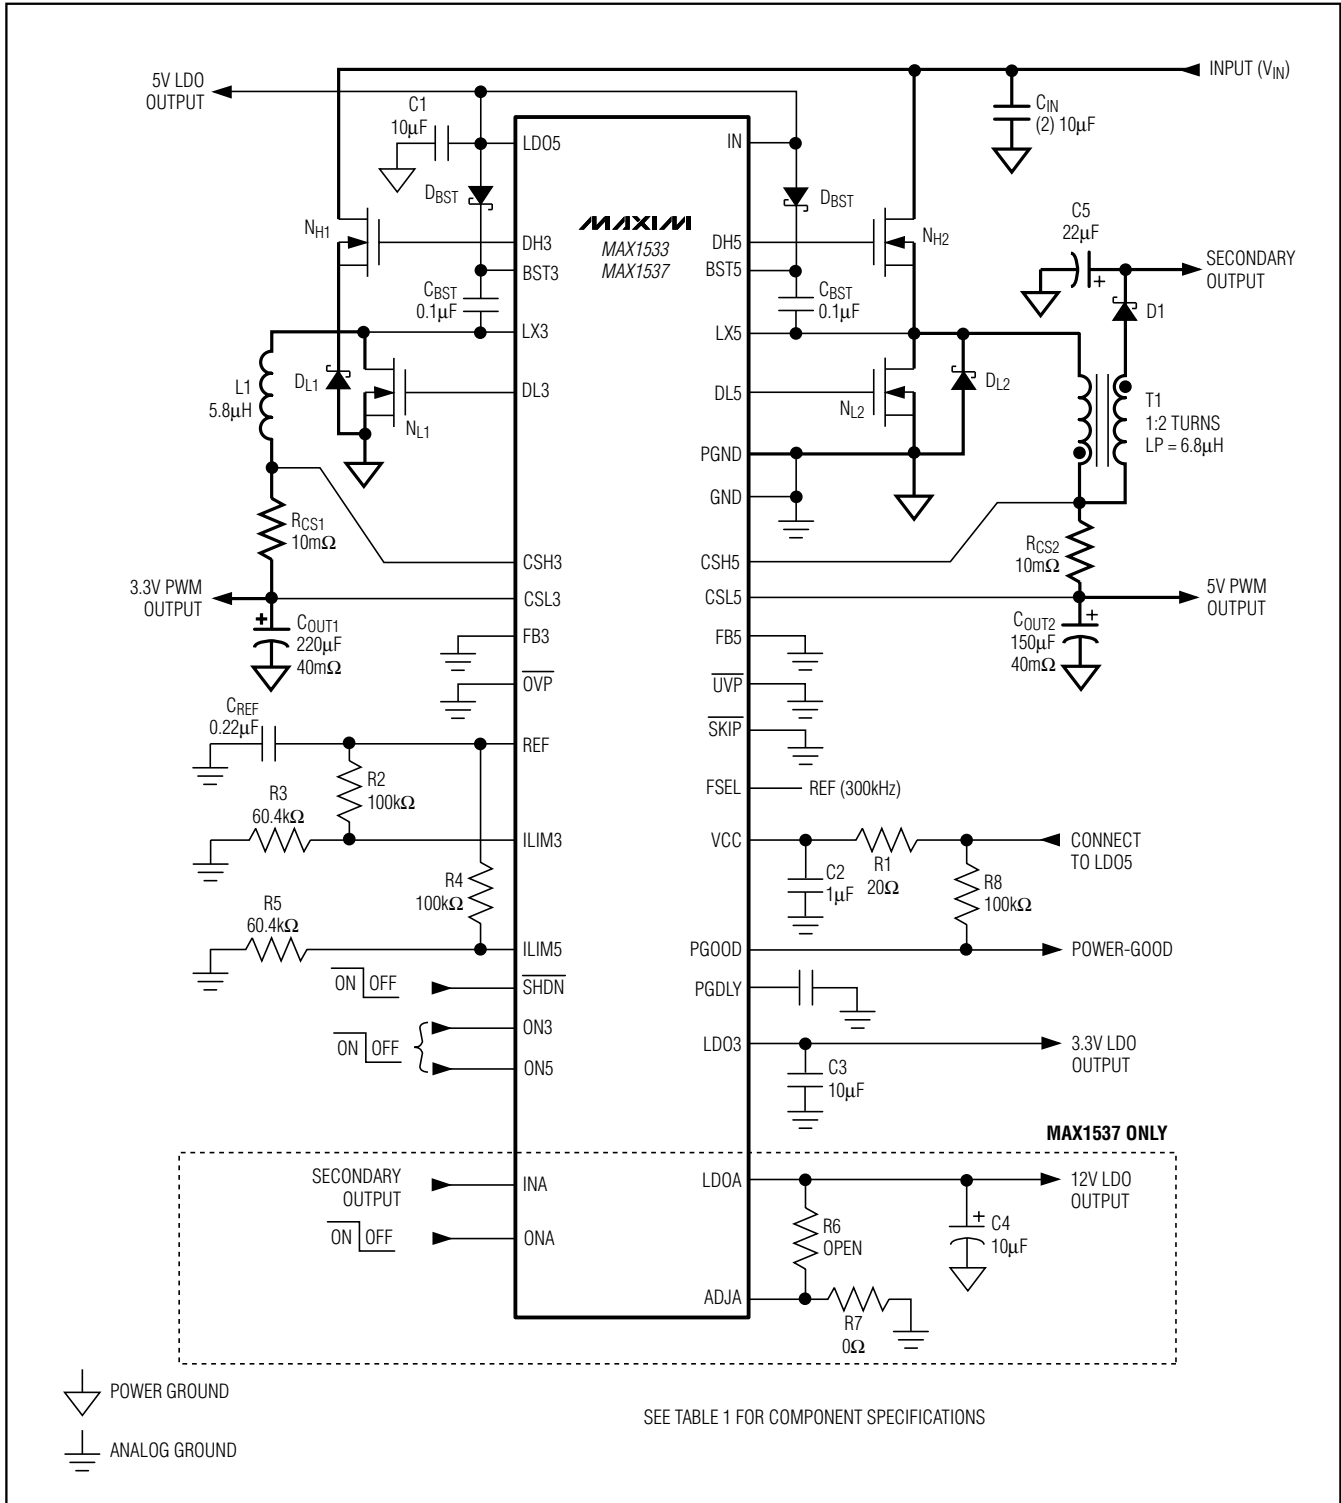 INPUT (VIN)
5V LDO
OUTPUT
C1
10µF
CIN
(2) 10µF
LDO5
IN
DBST
DBST
MAXIM
MAX1533
MAX1537
NH1
DH3
BST3
DH5
BST5
NH2
C5
22µF
+
SECONDARY
OUTPUT
D1
CBST
0.1µF
CBST
0.1µF
LX3
LX5
L1
5.8µH
DL1
NL1
DL3
DL5
NL2
DL2
T1
1:2 TURNS
LP = 6.8µH
PGND
GND
RCS1
10mΩ
RCS2
10mΩ
CSH3
CSH5
3.3V PWM
OUTPUT
CSL3
CSL5
5V PWM
OUTPUT
+
COUT1
220µF
40mΩ
+
COUT2
150µF
40mΩ
FB3
FB5
OVP
UVP
SKIP
CREF
0.22µF
REF
R2
100kΩ
FSEL
REF (300kHz)
R3
60.4kΩ
ILIM3
VCC
R1
20Ω
CONNECT
TO LDO5
C2
1µF
R8
100kΩ
R4
100kΩ
R5
60.4kΩ
ILIM5
PGOOD
POWER-GOOD
ON OFF
SHDN
PGDLY
ON OFF
ON3
ON5
LDO3
3.3V LDO
OUTPUT
C3
10µF
MAX1537 ONLY
SECONDARY
OUTPUT
INA
LDOA
12V LDO
OUTPUT
ON OFF
ONA
R6
OPEN
+
C4
10µF
ADJA
R7
0Ω
POWER GROUND
ANALOG GROUND
SEE TABLE 1 FOR COMPONENT SPECIFICATIONS